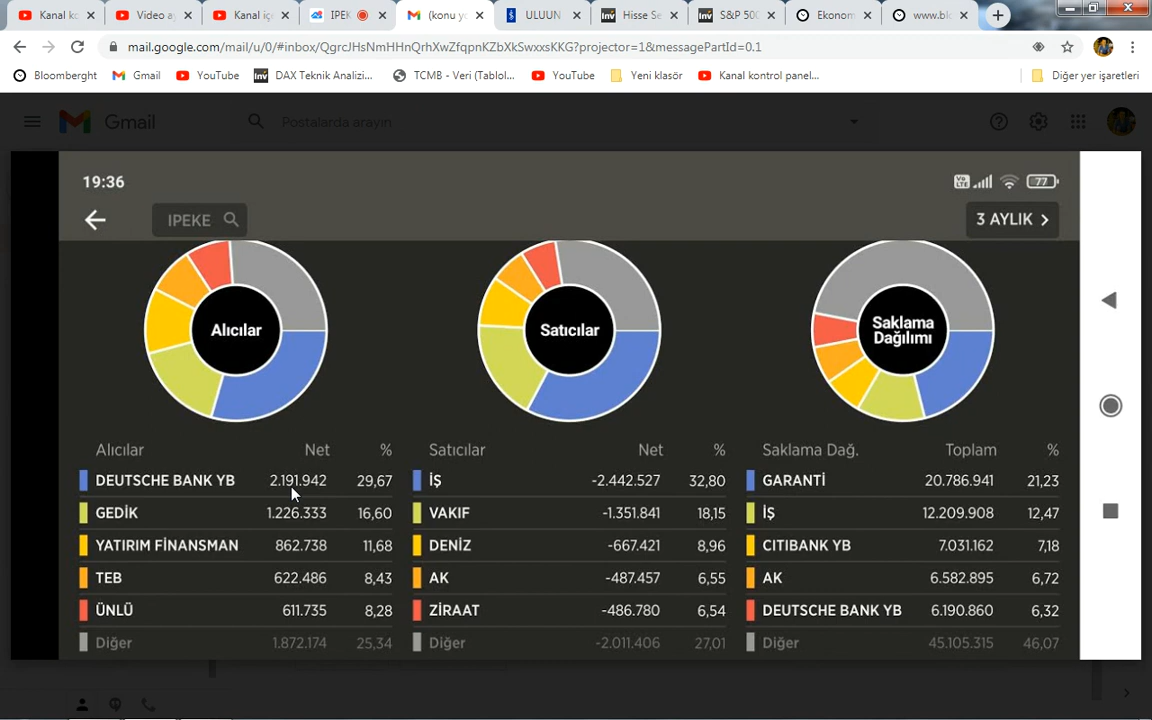 Kanal ko
Video ay
Kanal içe
IPEK
(konu yo
ULUUN
Hisse Se
S&P 500
Ekonom
www.blo
mail.google.com/mail/u/0/#inbox/QgrcJHsNmHHnQrhXwZfqpnKZbXkSwxxsKKG?projector=1&messagePartId=0.1
Bloomberght
Gmail
YouTube
DAX Teknik Analizi...
TCMB - Veri (Tablol...
YouTube
Yeni klasör
Kanal kontrol panel...
Diğer yer işaretleri
Gmail
Postalarda arayın
19:36
77
IPEKE
3 AYLIK
Alıcılar
Satıcılar
Saklama
Dağılımı
Alıcılar Net %
DEUTSCHE BANK YB 2.191.942 29,67
GEDİK 1.226.333 16,60
YATIRIM FİNANSMAN 862.738 11,68
TEB 622.486 8,43
ÜNLÜ 611.735 8,28
Diğer 1.872.174 25,34
Satıcılar Net %
İŞ -2.442.527 32,80
VAKIF -1.351.841 18,15
DENİZ -667.421 8,96
AK -487.457 6,55
ZİRAAT -486.780 6,54
Diğer -2.011.406 27,01
Saklama Dağ. Toplam %
GARANTİ 20.786.941 21,23
İŞ 12.209.908 12,47
CITIBANK YB 7.031.162 7,18
AK 6.582.895 6,72
DEUTSCHE BANK YB 6.190.860 6,32
Diğer 45.105.315 46,07